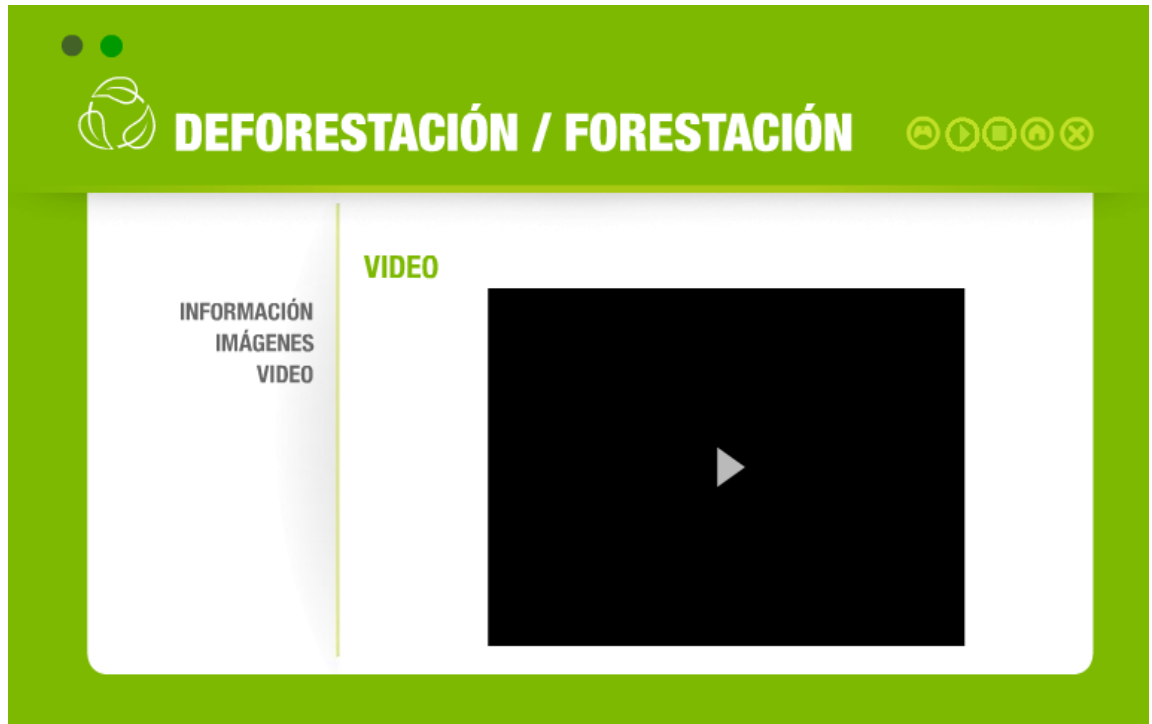 DEFORESTACIÓN / FORESTACIÓN
VIDEO
INFORMACIÓN
IMÁGENES
VIDEO